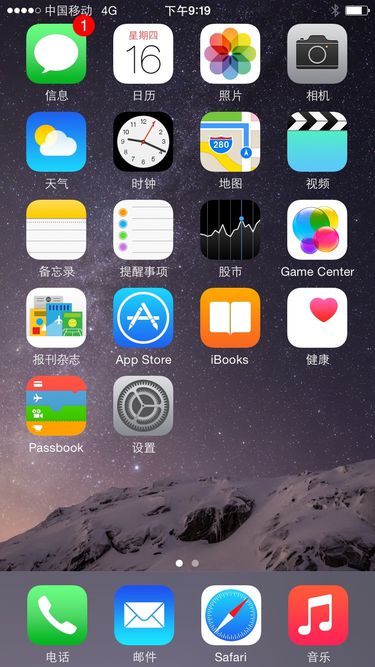 中国移动 4G 下午9:19
1
星期四
16
信息 日历 照片 相机
280
天气 时钟 地图 视频
备忘录 提醒事项 股市 Game Center
报刊杂志 App Store iBooks 健康
Passbook 设置
电话 邮件 Safari 音乐